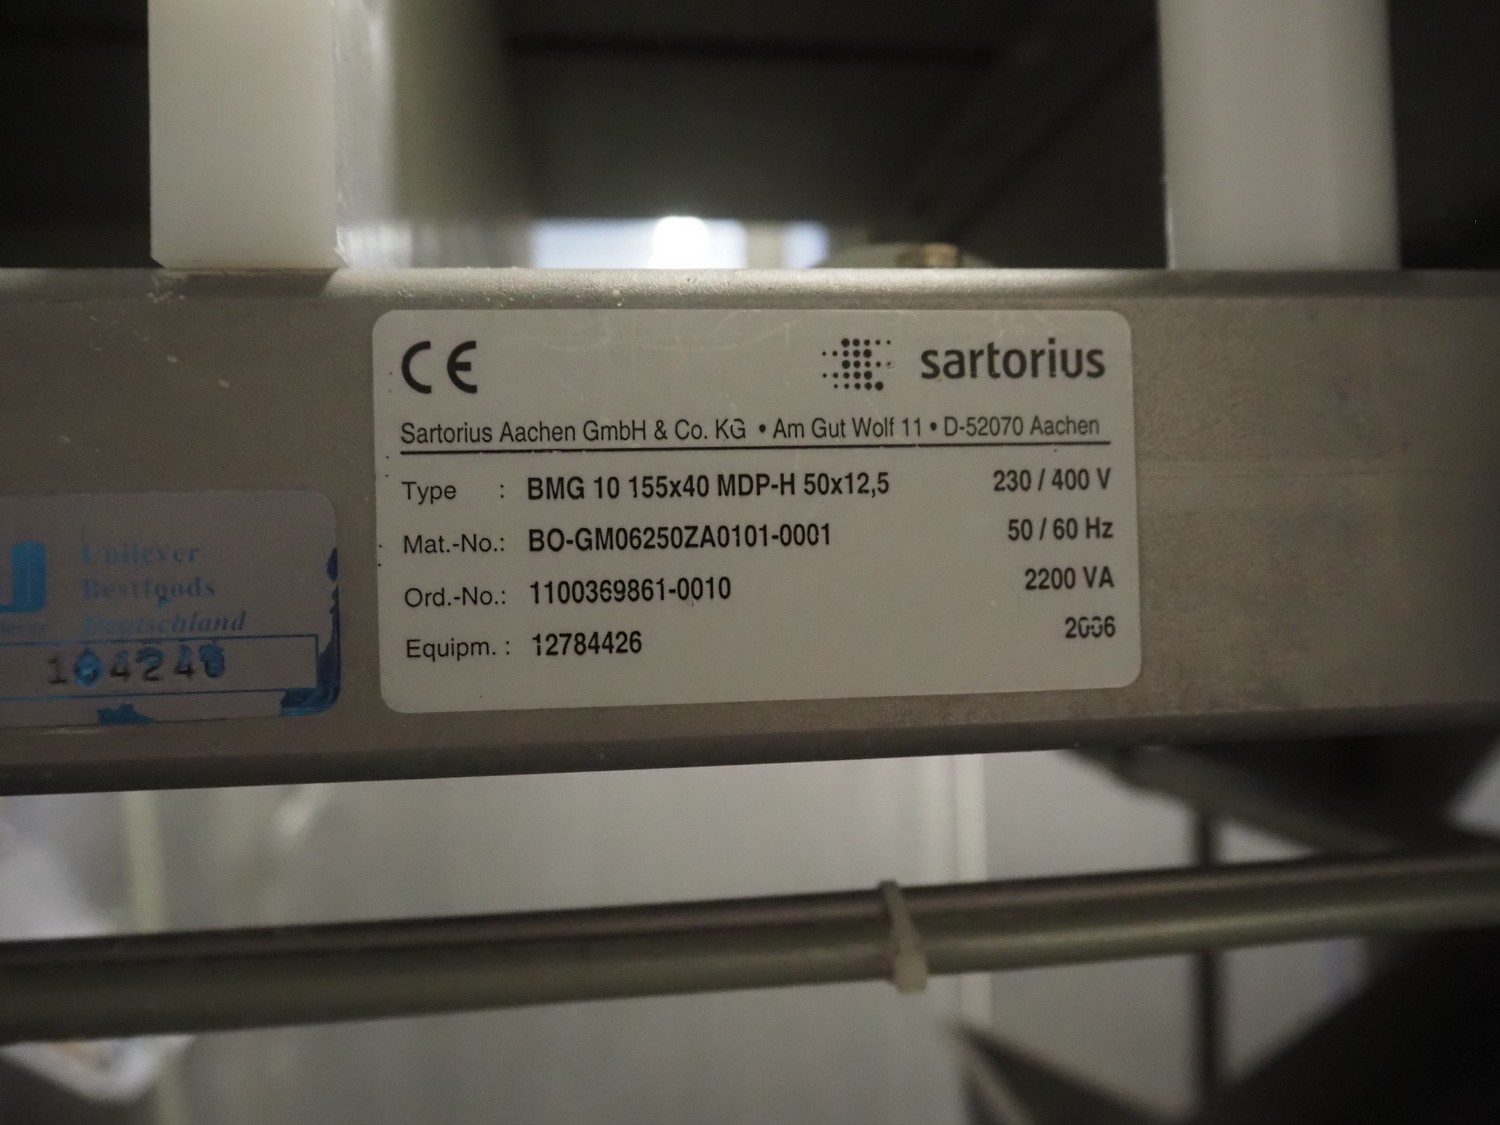 CE
sartorius
Sartorius Aachen GmbH & Co. KG • Am Gut Wolf 11 • D-52070 Aachen
Type : BMG 10 155x40 MDP-H 50x12,5 230 / 400 V
Mat.-No.: BO-GM06250ZA0101-0001 50 / 60 Hz
Ord.-No.: 1100369861-0010 2200 VA
Equipm. : 12784426 2006
Unilever
Bestfoods
Deutschland